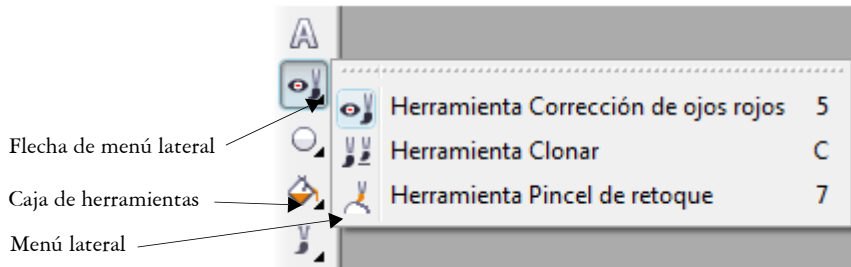 A
Herramienta Corrección de ojos rojos 5
Flecha de menú lateral
Herramienta Clonar C
Caja de herramientas
Herramienta Pincel de retoque 7
Menú lateral